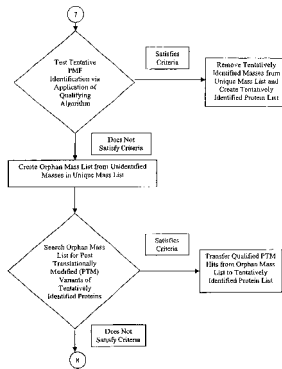 7
Test Tentative
PMF
Identification via
Application of
Qualifying
Algorithm
Satisfies
Criteria
Remove Tentatively
Identified Masses from
Unique Mass List and
Create Tentatively
Identified Protein List
Does Not
Satisfy Criteria
Create Orphan Mass List from Unidentified
Masses in Unique Mass List
Search Orphan Mass
List for Post
Translationally
Modified (PTM)
Variants of
Tentatively
Identified Proteins
Satisfies
Criteria
Transfer Qualified PTM
Hits from Orphan Mass
List to Tentatively
Identified Protein List
Does Not
Satisfy Criteria